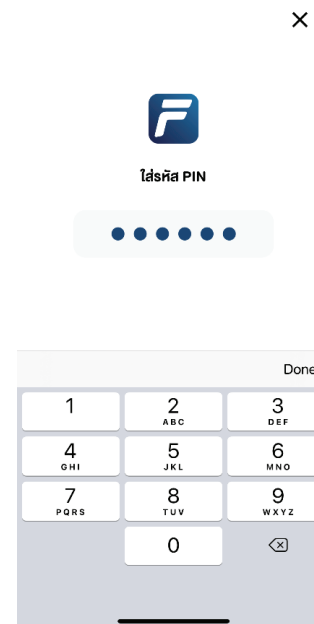 ใส่รหัส PIN
Done
1
2
ABC
3
DEF
4
GHI
5
JKL
6
MNO
7
PQRS
8
TUV
9
WXYZ
0